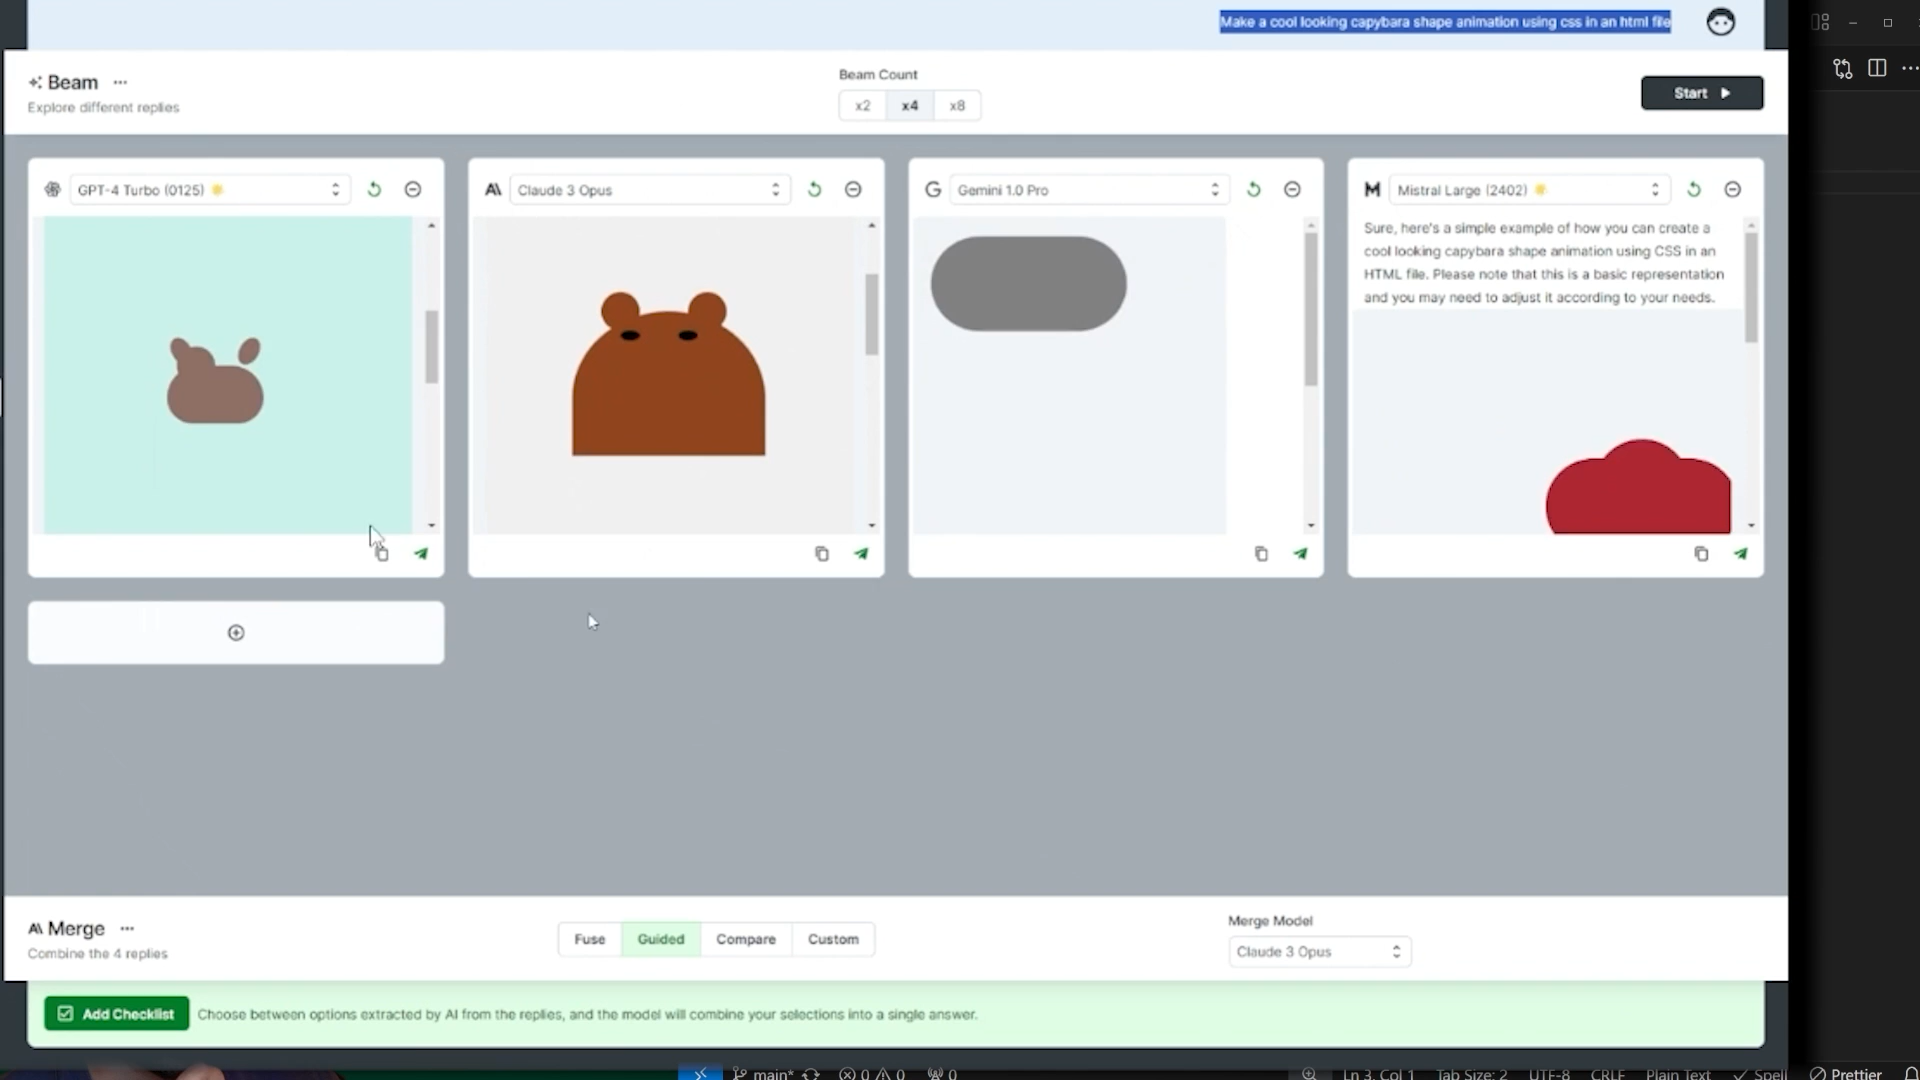 Make a cool looking capybara shape animation using css in an html file
Beam ...
Explore different replies
Beam Count
x2 x4 x8
Start
GPT-4 Turbo (0125)
Claude 3 Opus
Gemini 1.0 Pro
Mistral Large (2402)
Sure, here's a simple example of how you can create a
cool looking capybara shape animation using CSS in an
HTML file. Please note that this is a basic representation
and you may need to adjust it according to your needs.
Merge ...
Combine the 4 replies
Fuse Guided Compare Custom
Merge Model
Claude 3 Opus
Add Checklist
Choose between options extracted by AI from the replies, and the model will combine your selections into a single answer.
main* 0 0 0 Ln 3, Col 1 Tab Size: 2 UTF-8 CRLF Plain Text Spell Prettier